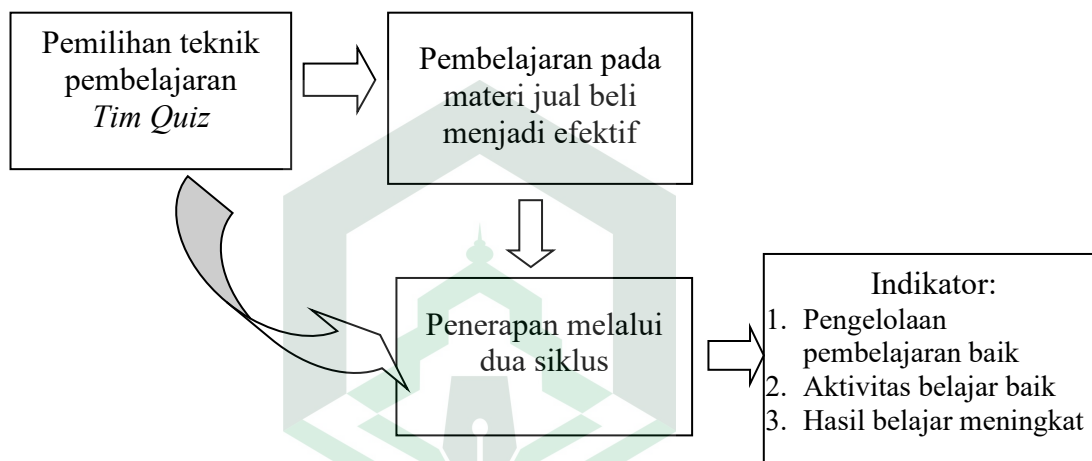 Pemilihan teknik
pembelajaran
Tim Quiz
Pembelajaran pada
materi jual beli
menjadi efektif
Penerapan melalui
dua siklus
Indikator:
1. Pengelolaan
pembelajaran baik
2. Aktivitas belajar baik
3. Hasil belajar meningkat